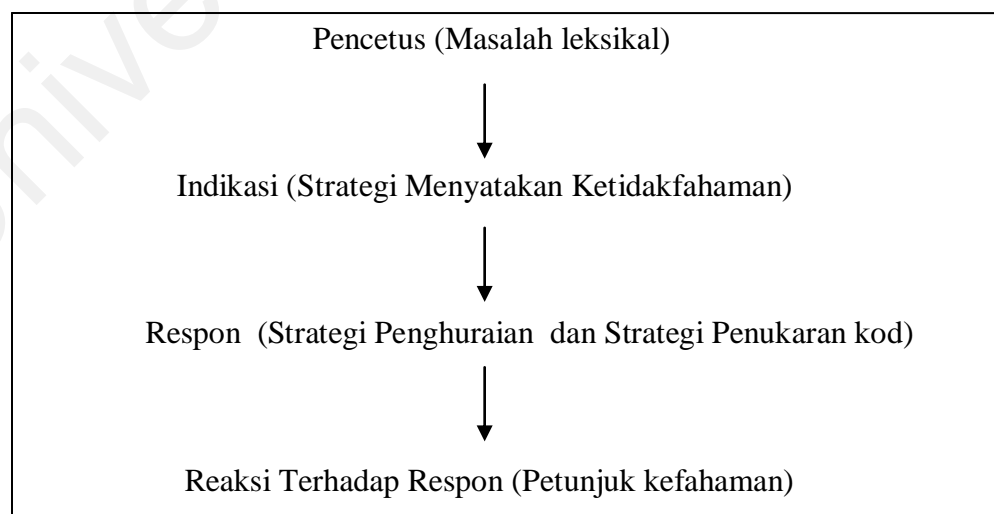 Pencetus (Masalah leksikal)
Indikasi (Strategi Menyatakan Ketidakfahaman)
Respon (Strategi Penghuraian dan Strategi Penukaran kod)
Reaksi Terhadap Respon (Petunjuk kefahaman)